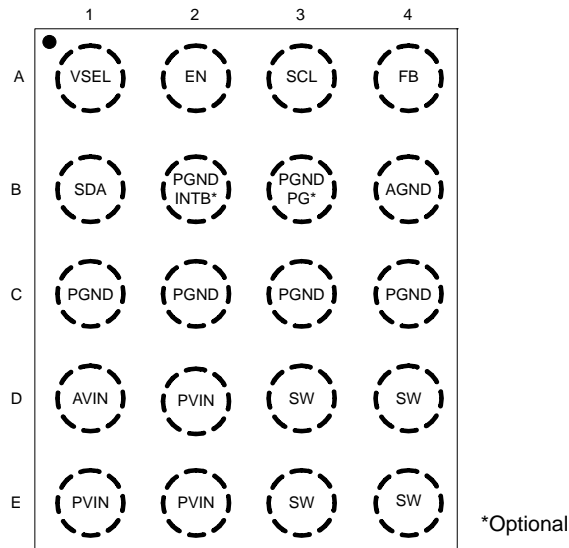 1 2 3 4
A VSEL EN SCL FB
B SDA PGND INTB* PGND PG* AGND
C PGND PGND PGND PGND
D AVIN PVIN SW SW
E PVIN PVIN SW SW
*Optional